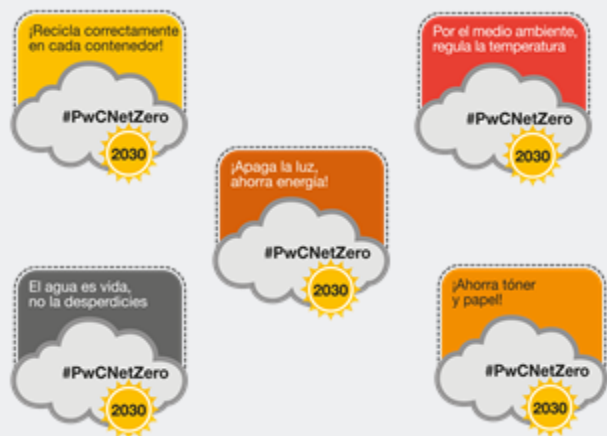 ¡Recicla correctamente
en cada contenedor!
#PwCNetZero
2030
Por el medio ambiente,
regula la temperatura
#PwCNetZero
2030
¡Apaga la luz,
ahorra energía!
#PwCNetZero
2030
El agua es vida,
no la desperdicies
#PwCNetZero
2030
¡Ahorra tóner
y papel!
#PwCNetZero
2030